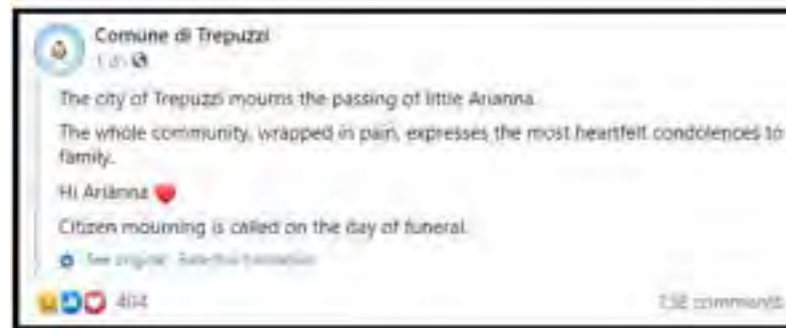 Comune di Trepuzzi
The city of Trepuzzi mourns the passing of little Arianna.
The whole community, wrapped in pain, expresses the most heartfelt condolences to
family.
Hi Arianna
Citizen mourning is called on the day of funeral.
See original
404
comments